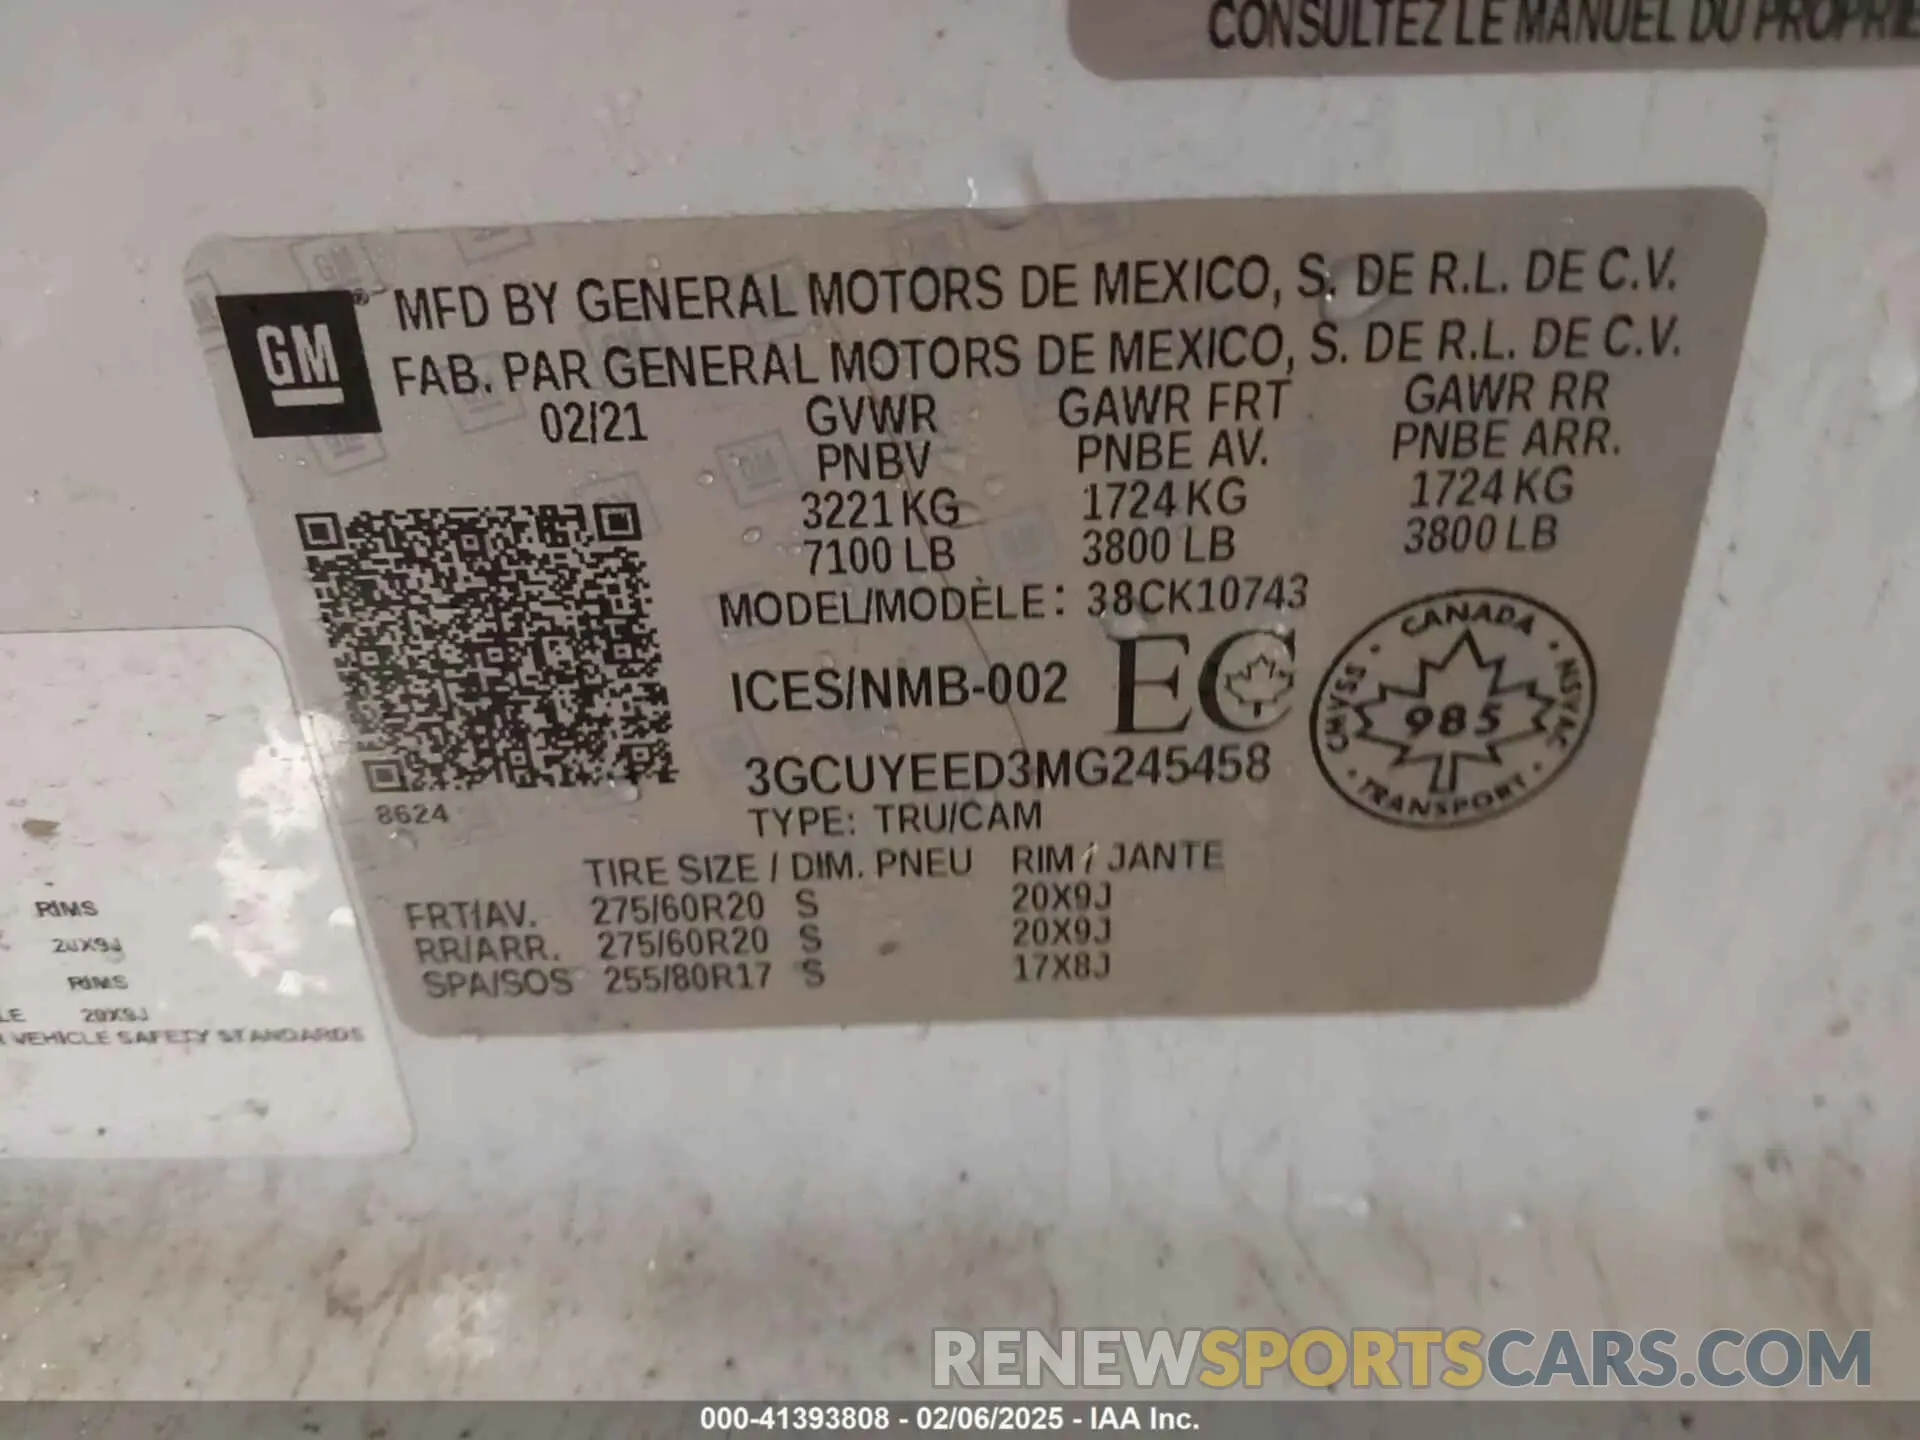 CONSULTEZ LE MANUEL DU
GM
MFD BY GENERAL MOTORS DE MEXICO, S. DE R.L. DE C.V.
FAB. PAR GENERAL MOTORS DE MEXICO, S. DE R.L. DE C.V.
02/21 GVWR GAWR FRT GAWR RR
PNBV PNBE AV. PNBE ARR.
3221 KG 1724 KG 1724 KG
7100 LB 3800 LB 3800 LB
MODEL/MODÈLE: 38CK10743
ICES/NMB-002 EC
3GCUYEED3MG245458
TYPE: TRU/CAM
8624
CANADA
CMVSS 985 NSVAC
TRANSPORT
TIRE SIZE / DIM. PNEU RIM / JANTE
FRT/AV. 275/60R20 S 20X9J
RR/ARR. 275/60R20 S 20X9J
SPA/SOS 255/80R17 S 17X8J
RIMS
20X9J
RIMS
20X9J
VEHICLE SAFETY STANDARDS
RENEWSPORTSCARS.COM
000-41393808 - 02/06/2025 - IAA Inc.